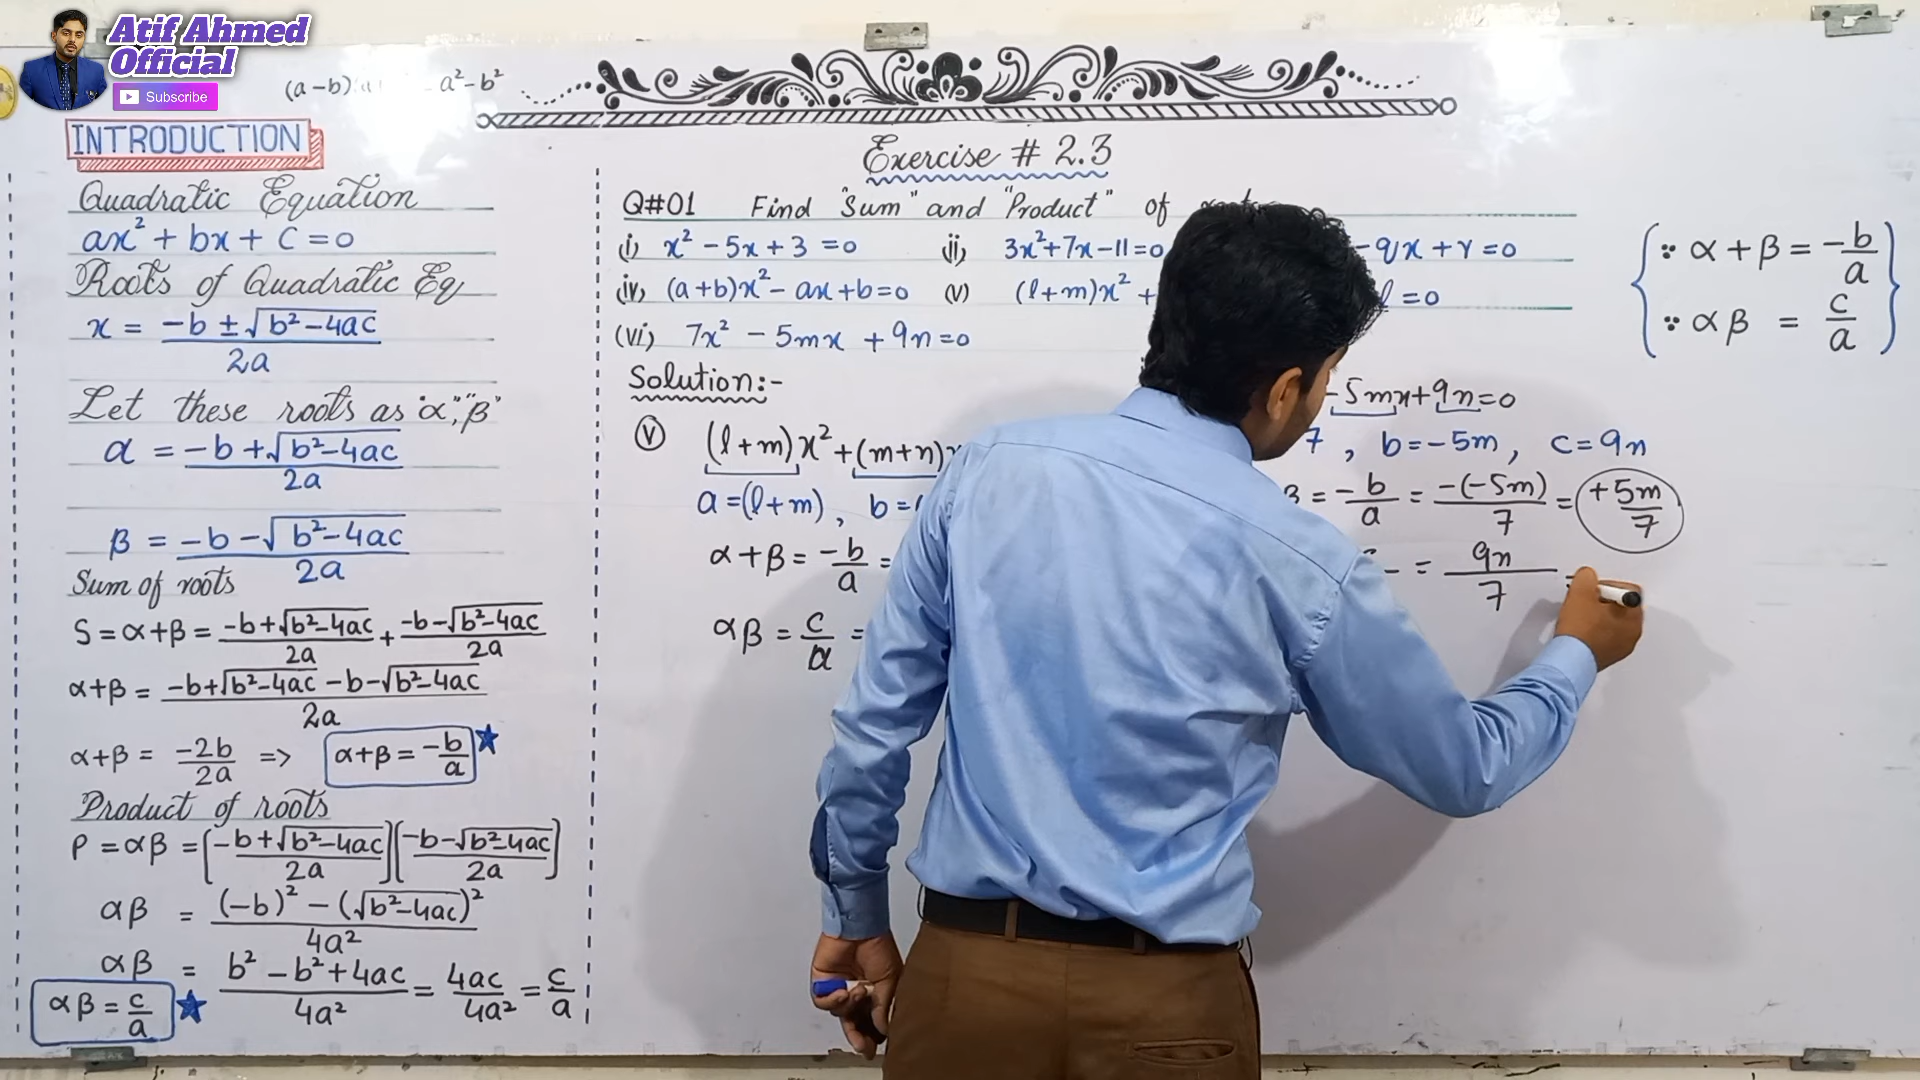 Atif Ahmed
Official
Subscribe
(a-b) a²-b²
INTRODUCTION
Quadratic Equation
ax²+bx+c=0
Roots of Quadratic Eq
x = -b±√b²-4ac / 2a
Let these roots as "α", "β"
α = -b+√b²-4ac / 2a
β = -b-√b²-4ac / 2a
Sum of roots
S=α+β= -b+√b²-4ac / 2a + -b-√b²-4ac / 2a
α+β = -b+√b²-4ac -b-√b²-4ac / 2a
α+β = -2b / 2a => α+β = -b/a
Product of roots
P=αβ = [-b+√b²-4ac / 2a][-b-√b²-4ac / 2a]
αβ = (-b)² - (√b²-4ac)² / 4a²
αβ = b²-b²+4ac / 4a² = 4ac / 4a² = c/a
αβ = c/a
Exercise # 2.3
Q#01 Find "Sum" and "Product" of
(i) x²-5x+3=0 (ii) 3x²+7x-11=0 -qx+r=0
(iv) (a+b)x²-ax+b=0 (v) (l+m)x²+ l=0
(vi) 7x²-5mx+9n=0
Solution:-
(v) (l+m)x²+(m+n)
a=(l+m), b=
α+β = -b/a =
αβ = c/a =
-5mx+9n=0
7, b=-5m, c=9n
β = -b/a = -(-5m)/7 = +5m/7
= 9n/7 =
∵ α+β = -b/a
∵ αβ = c/a